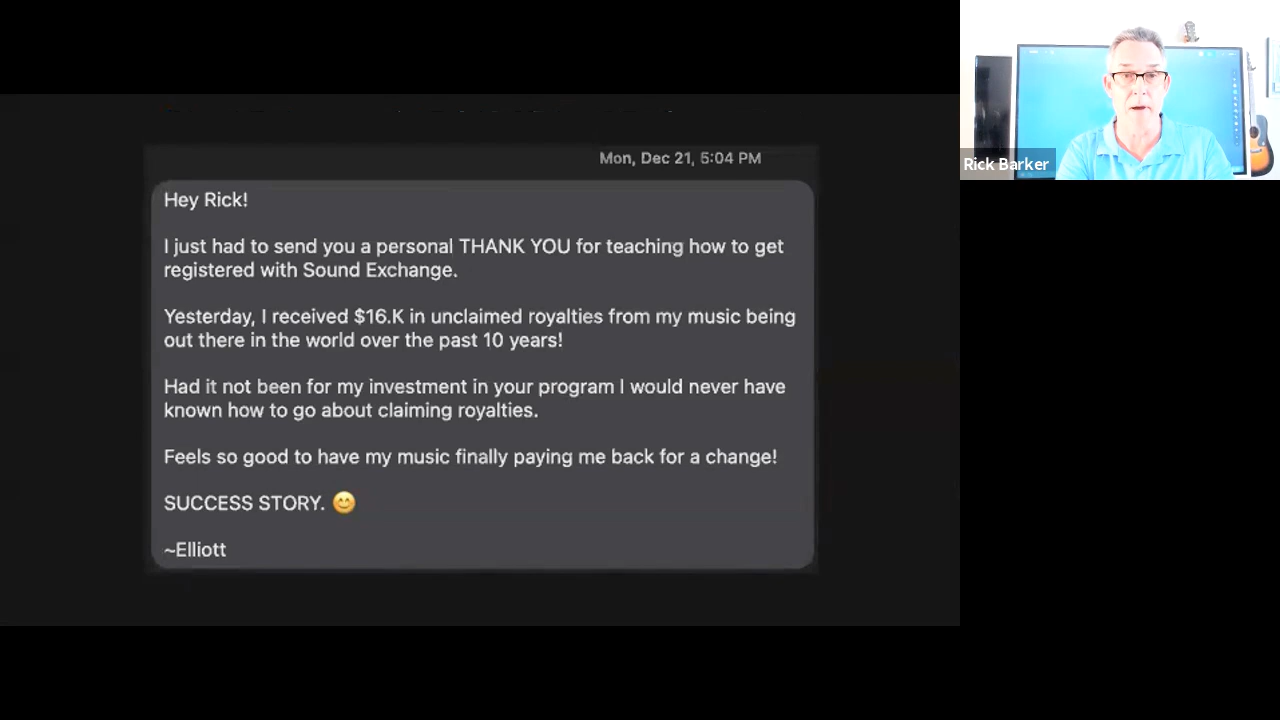 Mon, Dec 21, 5:04 PM
Hey Rick!
I just had to send you a personal THANK YOU for teaching how to get
registered with Sound Exchange.
Yesterday, I received $16.K in unclaimed royalties from my music being
out there in the world over the past 10 years!
Had it not been for my investment in your program I would never have
known how to go about claiming royalties.
Feels so good to have my music finally paying me back for a change!
SUCCESS STORY. 😊
~Elliott
Rick Barker